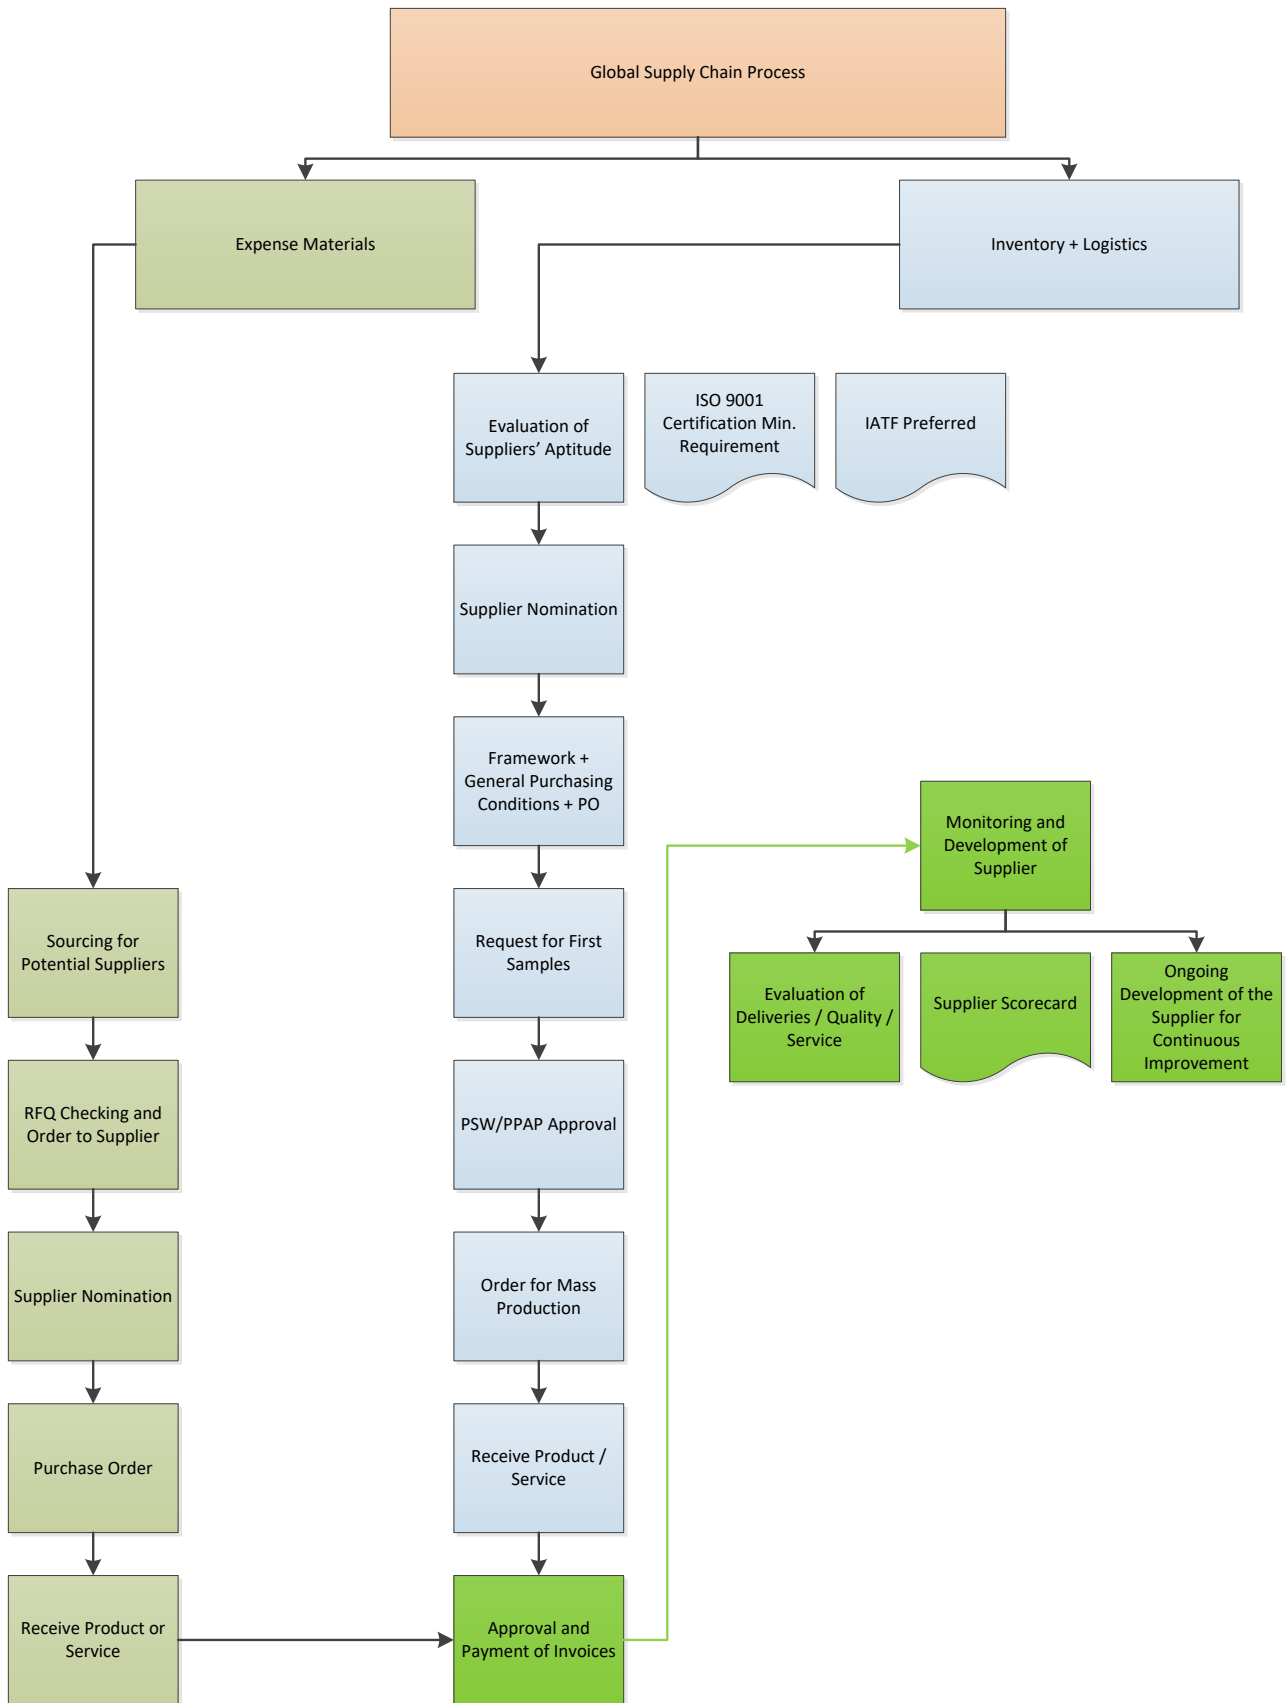 Global Supply Chain Process
Expense Materials
Inventory + Logistics
Evaluation of
Suppliers’ Aptitude
ISO 9001
Certification Min.
Requirement
IATF Preferred
Supplier Nomination
Framework +
General Purchasing
Conditions + PO
Monitoring and
Development of
Supplier
Sourcing for
Potential Suppliers
Request for First
Samples
Evaluation of
Deliveries / Quality /
Service
Supplier Scorecard
Ongoing
Development of the
Supplier for
Continuous
Improvement
RFQ Checking and
Order to Supplier
PSW/PPAP Approval
Supplier Nomination
Order for Mass
Production
Purchase Order
Receive Product /
Service
Receive Product or
Service
Approval and
Payment of Invoices